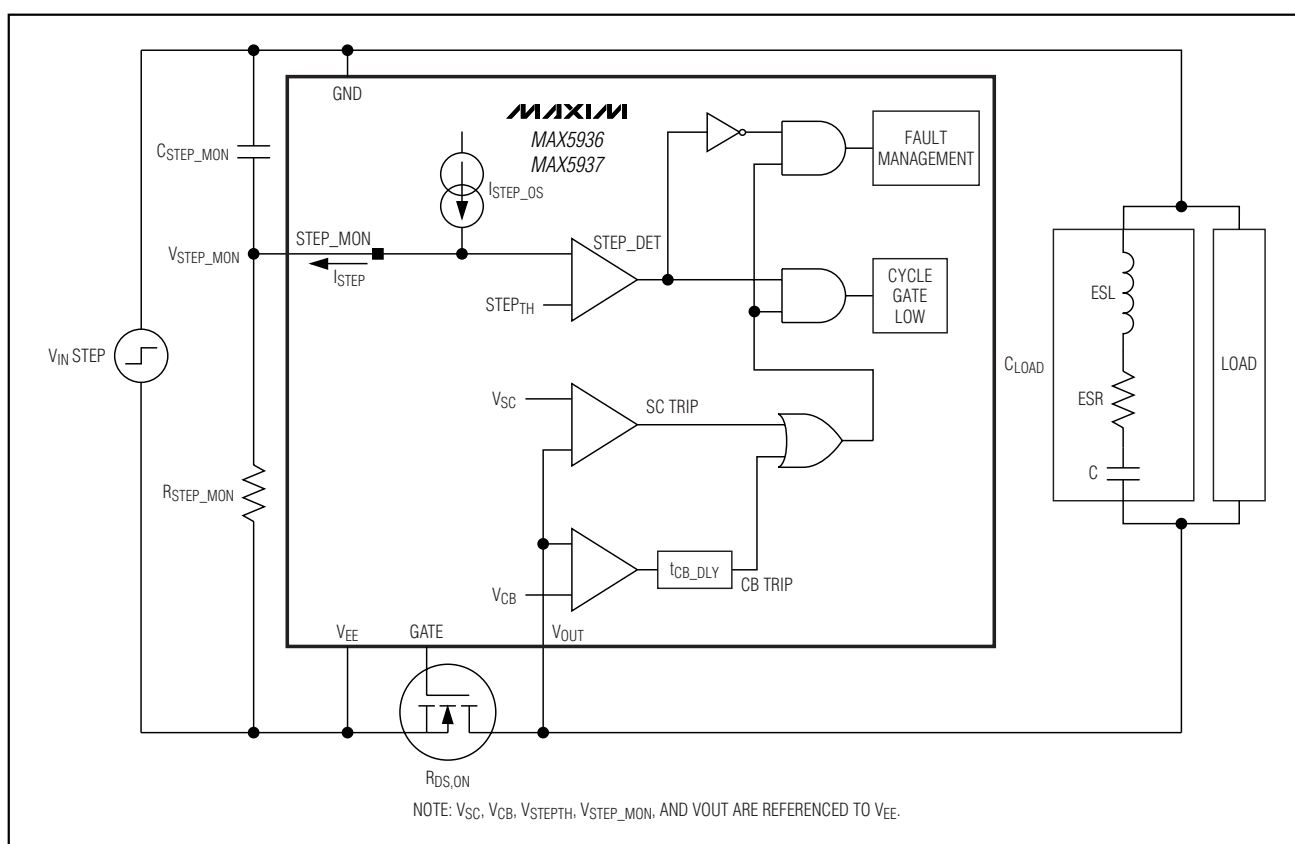 GND
MAXIM
MAX5936
MAX5937
FAULT
MANAGEMENT
CSTEP_MON
ISTEP_OS
STEP_MON
STEP_DET
VSTEP_MON
ISTEP
STEPTH
CYCLE
GATE
LOW
ESL
VIN STEP
CLOAD
LOAD
VSC
SC TRIP
ESR
RSTEP_MON
C
tCB_DLY
CB TRIP
VCB
VEE
GATE
VOUT
RDS,ON
NOTE: VSC, VCB, VSTEPTH, VSTEP_MON, AND VOUT ARE REFERENCED TO VEE.